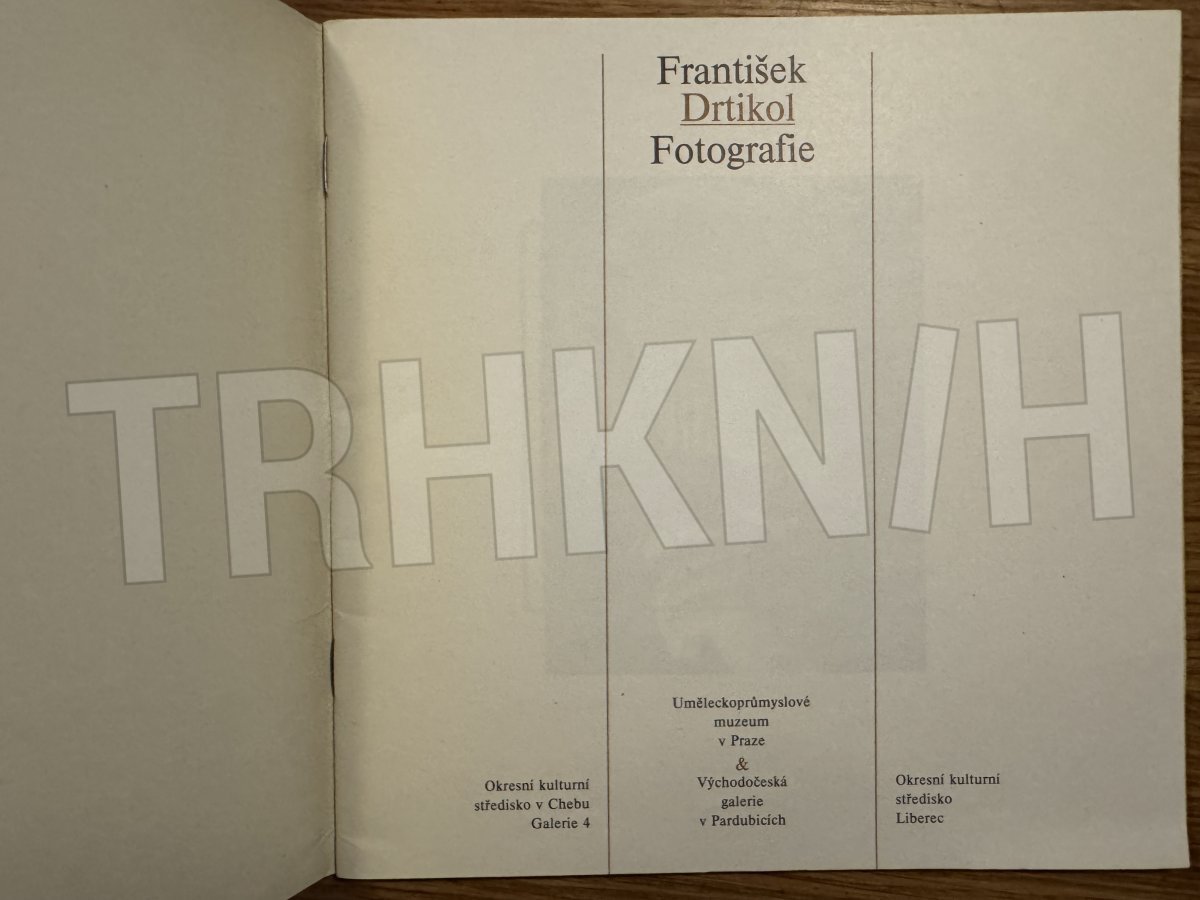 František
Drtikol
Fotografie
TRHKN/H
Uměleckoprůmyslové
muzeum
v Praze
&
Východočeská
galerie
v Pardubicích
Okresní kulturní
středisko v Chebu
Galerie 4
Okresní kulturní
středisko
Liberec